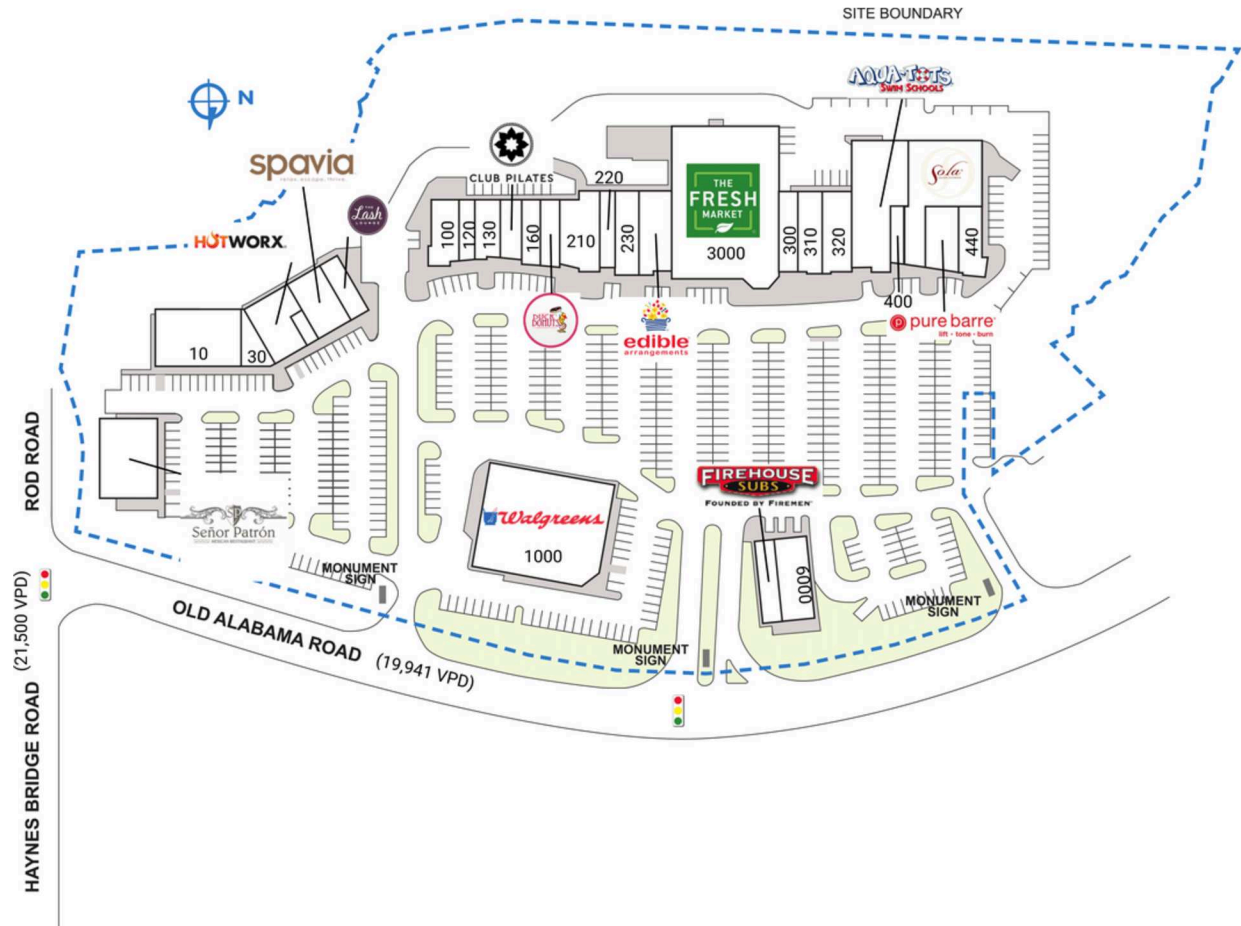 SITE BOUNDARY
N
AQUA-TOTS
SWIM SCHOOLS
spavia
relax. escape. thrive.
CLUB PILATES
220
THE
FRESH
MARKET
3000
Sola
THE
Lash
LOUNGE
HOTWORX
100
120
130
160
210
230
300
310
320
400
440
DUCK
DONUTS
edible
arrangements
pure barre
lift - tone - burn
10
30
ROD ROAD
Señor Patrón
FIREHOUSE
SUBS
FOUNDED BY FIREMEN
Walgreens
1000
6000
MONUMENT
SIGN
MONUMENT
SIGN
MONUMENT
SIGN
OLD ALABAMA ROAD (19,941 VPD)
HAYNES BRIDGE ROAD (21,500 VPD)